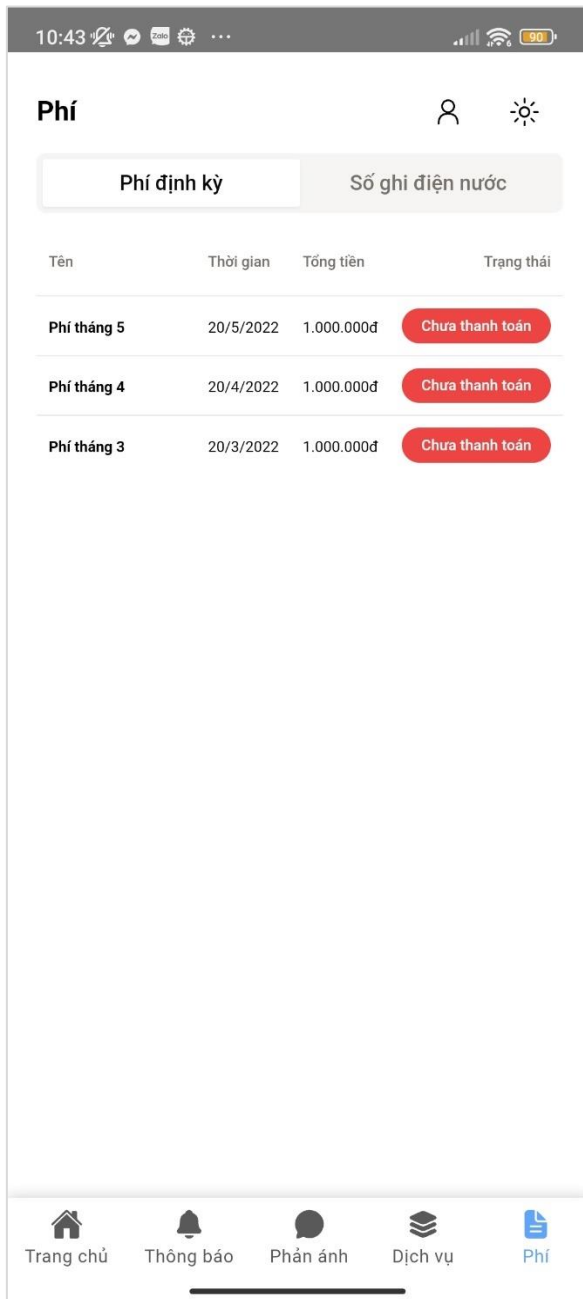 10:43 Zalo ... 6 90
Phí
Phí định kỳ Số ghi điện nước
Tên Thời gian Tổng tiền Trạng thái
Phí tháng 5 20/5/2022 1.000.000đ Chưa thanh toán
Phí tháng 4 20/4/2022 1.000.000đ Chưa thanh toán
Phí tháng 3 20/3/2022 1.000.000đ Chưa thanh toán
Trang chủ Thông báo Phản ánh Dịch vụ Phí